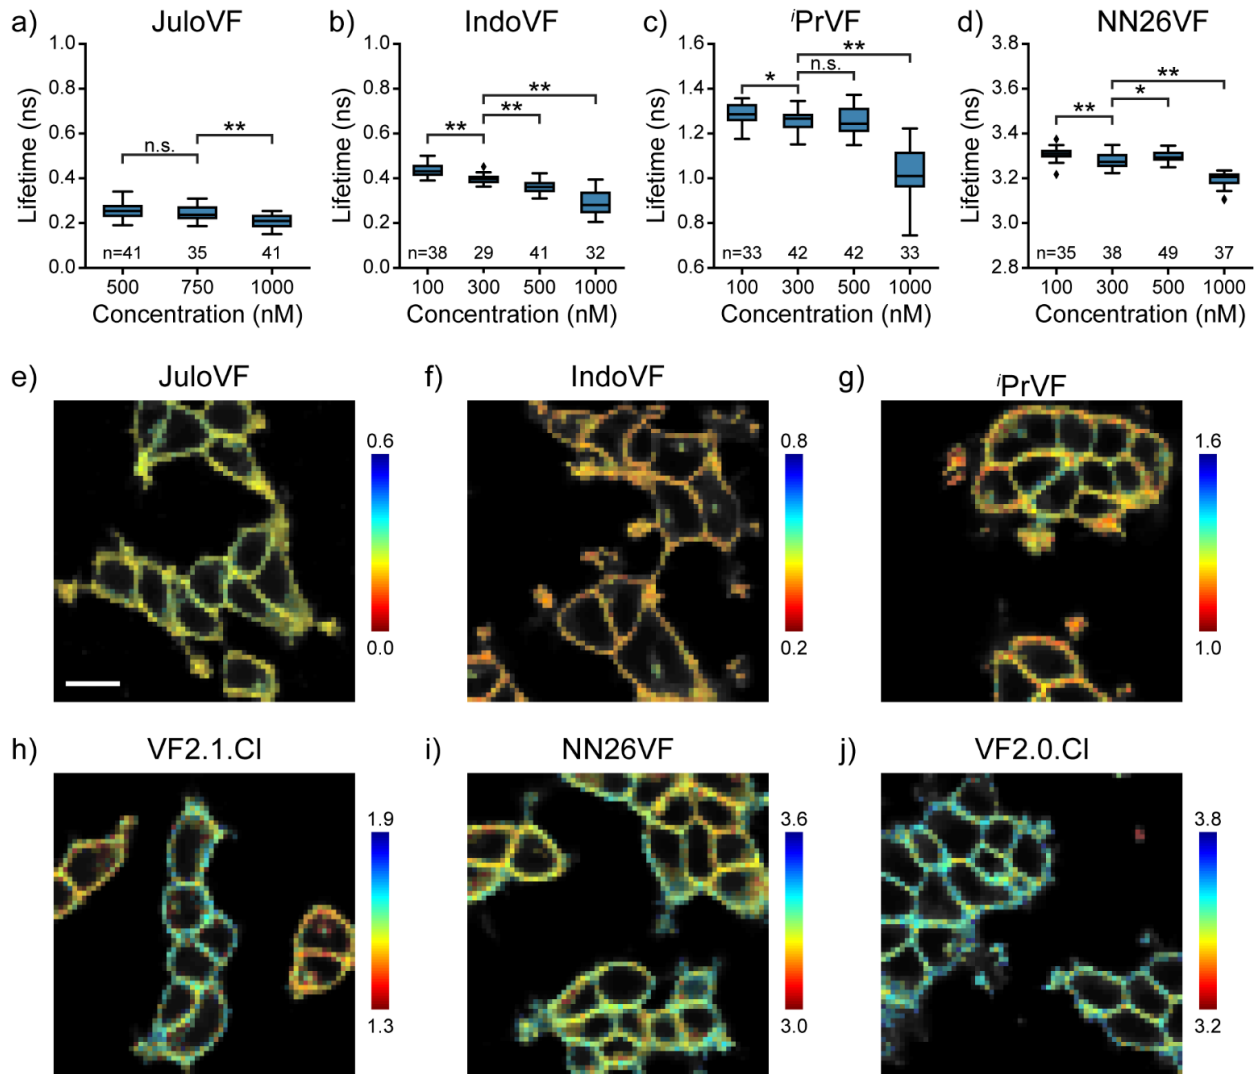 a) JuloVF
Lifetime (ns)
1.0
0.8
0.6
0.4
0.2
0.0
n.s.
**
n=41 35 41
500 750 1000
Concentration (nM)
b) IndoVF
Lifetime (ns)
1.0
0.8
0.6
0.4
0.2
0.0
**
**
**
n=38 29 41 32
100 300 500 1000
Concentration (nM)
c) iPrVF
Lifetime (ns)
1.6
1.4
1.2
1.0
0.8
0.6
**
n.s.
*
n=33 42 42 33
100 300 500 1000
Concentration (nM)
d) NN26VF
Lifetime (ns)
3.8
3.6
3.4
3.2
3.0
2.8
**
*
**
n=35 38 49 37
100 300 500 1000
Concentration (nM)
e) JuloVF
0.6
0.0
f) IndoVF
0.8
0.2
g) iPrVF
1.6
1.0
h) VF2.1.Cl
1.9
1.3
i) NN26VF
3.6
3.0
j) VF2.0.Cl
3.8
3.2